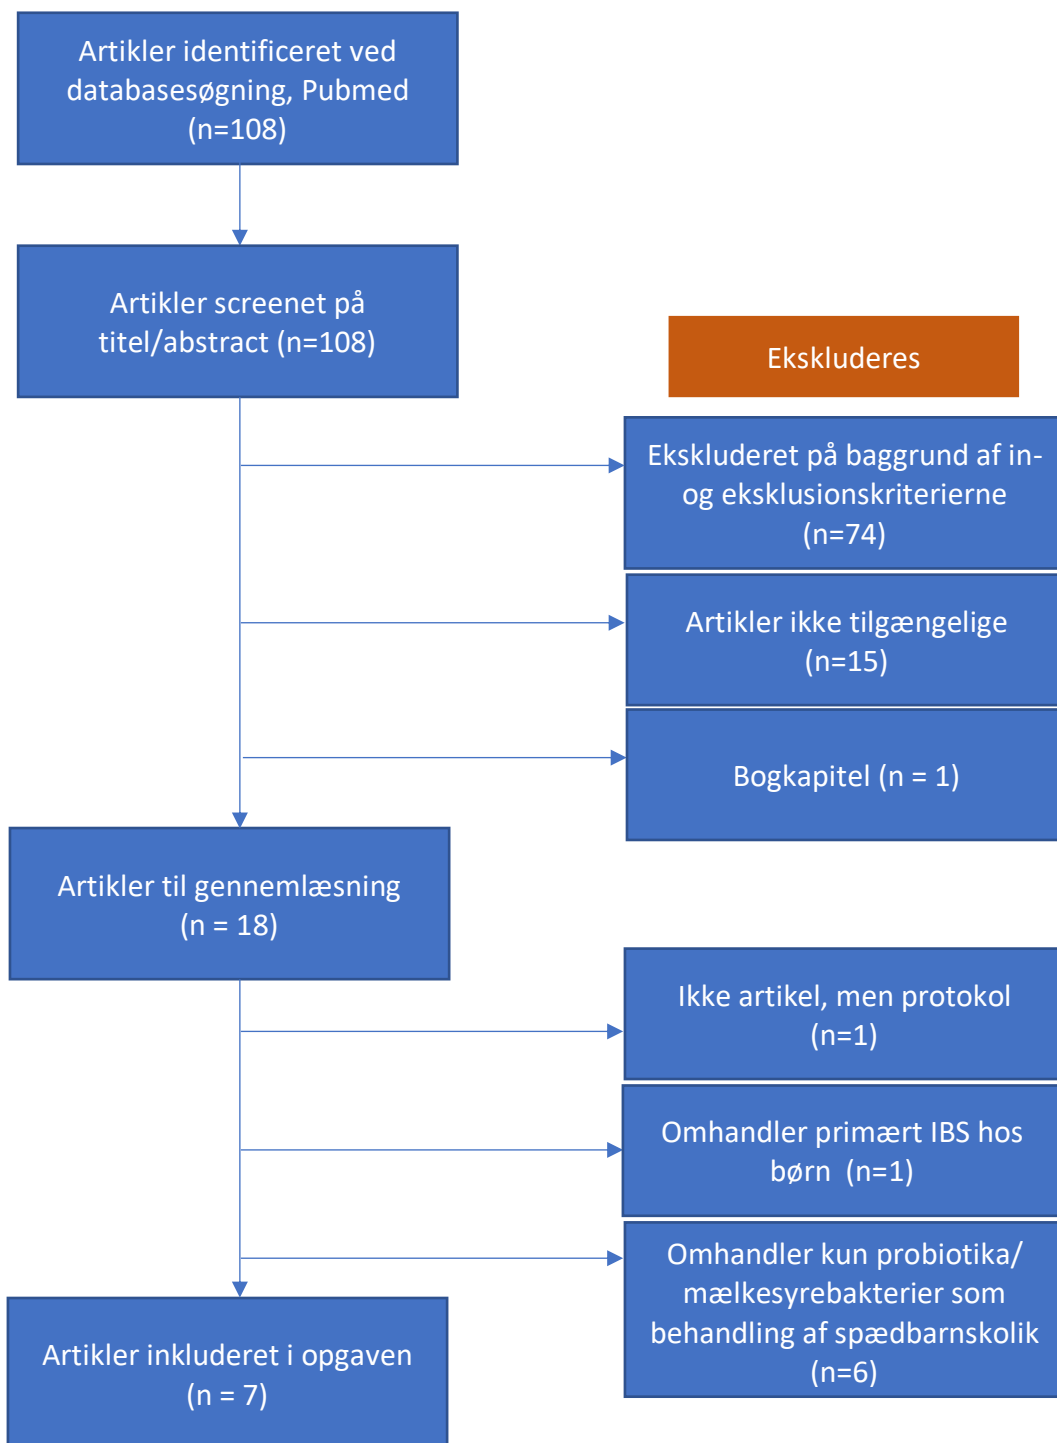 Artikler identificeret ved
databasesøgning, Pubmed
(n=108)
Artikler screenet på
titel/abstract (n=108)
Ekskluderes
Ekskluderet på baggrund af in-
og eksklusionskriterierne
(n=74)
Artikler ikke tilgængelige
(n=15)
Bogkapitel (n = 1)
Artikler til gennemlæsning
(n = 18)
Ikke artikel, men protokol
(n=1)
Omhandler primært IBS hos
børn  (n=1)
Omhandler kun probiotika/
mælkesyrebakterier som
behandling af spædbarnskolik
(n=6)
Artikler inkluderet i opgaven
(n = 7)